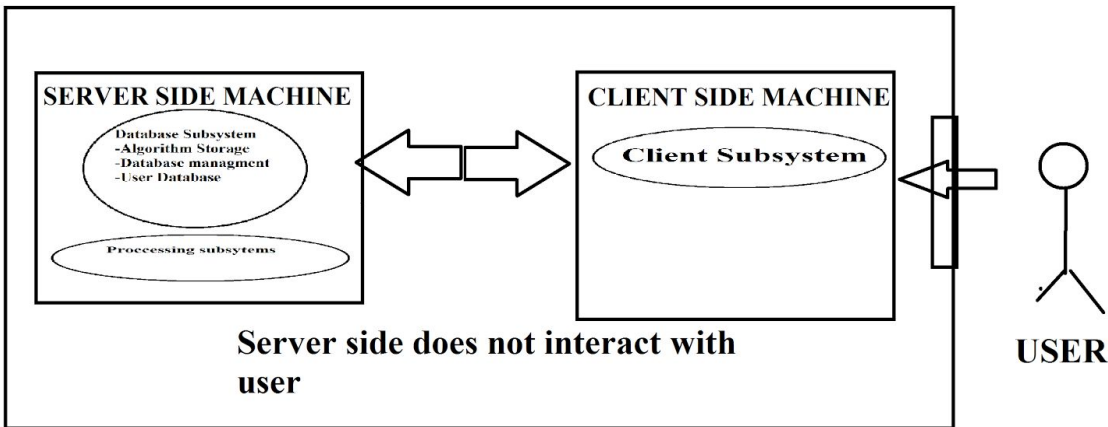 SERVER SIDE MACHINE
Database Subsystem
-Algorithm Storage
-Database managment
-User Database
Proccessing subsytems
CLIENT SIDE MACHINE
Client Subsystem
Server side does not interact with
user
USER